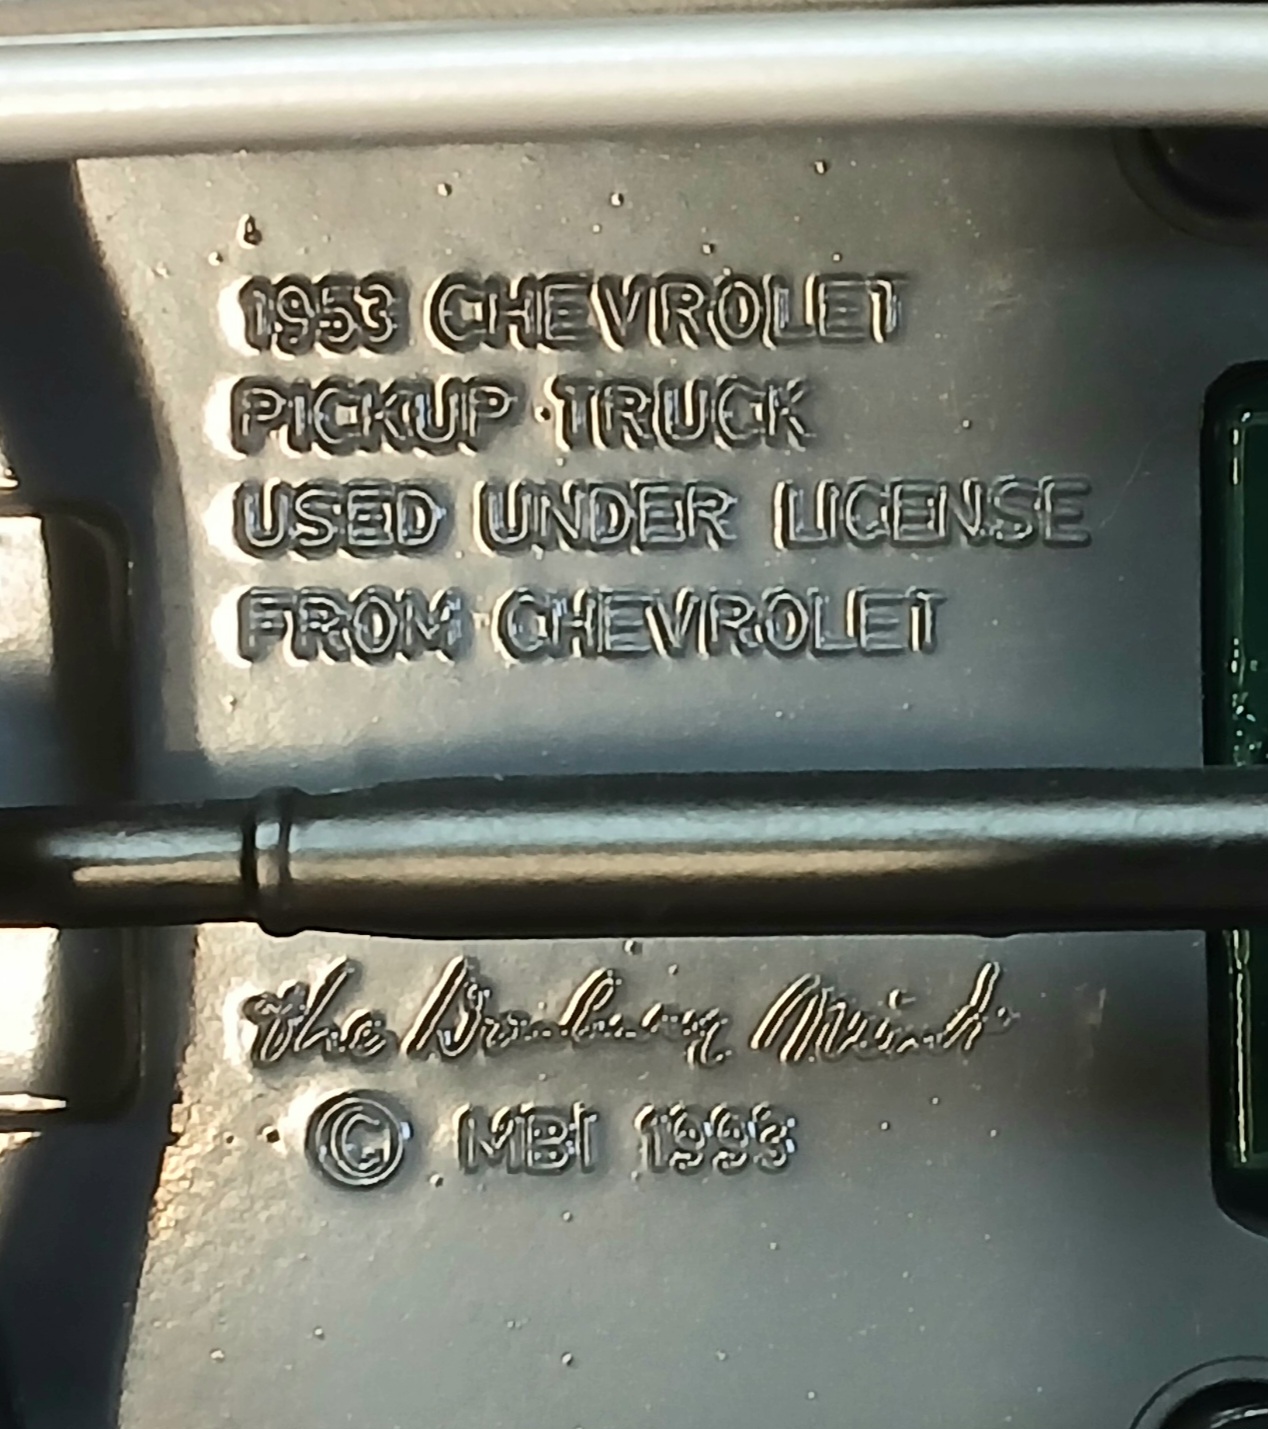 1953 CHEVROLET
PICKUP TRUCK
USED UNDER LICENSE
FROM CHEVROLET
the Danbury Mint
© MBI 1993